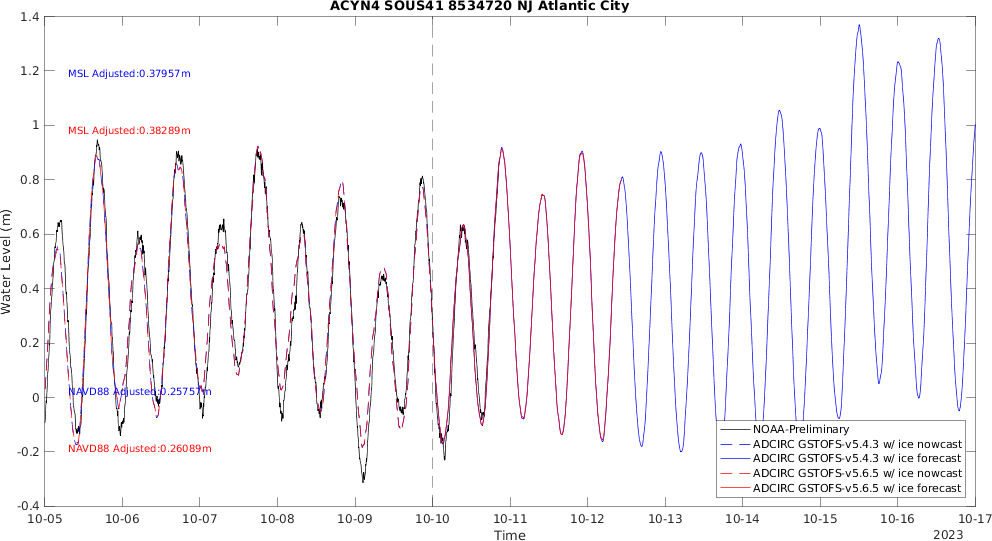 ACYN4 SOUS41 8534720 NJ Atlantic City
Water Level (m)
1.4
1.2
1
0.8
0.6
0.4
0.2
0
-0.2
-0.4
MSL Adjusted:0.37957m
MSL Adjusted:0.38289m
NAVD88 Adjusted:0.25757m
NAVD88 Adjusted:0.26089m
NOAA-Preliminary
ADCIRC GSTOFS-v5.4.3 w/ ice nowcast
ADCIRC GSTOFS-v5.4.3 w/ ice forecast
ADCIRC GSTOFS-v5.6.5 w/ ice nowcast
ADCIRC GSTOFS-v5.6.5 w/ ice forecast
10-05 10-06 10-07 10-08 10-09 10-10 10-11 10-12 10-13 10-14 10-15 10-16 10-17
Time
2023